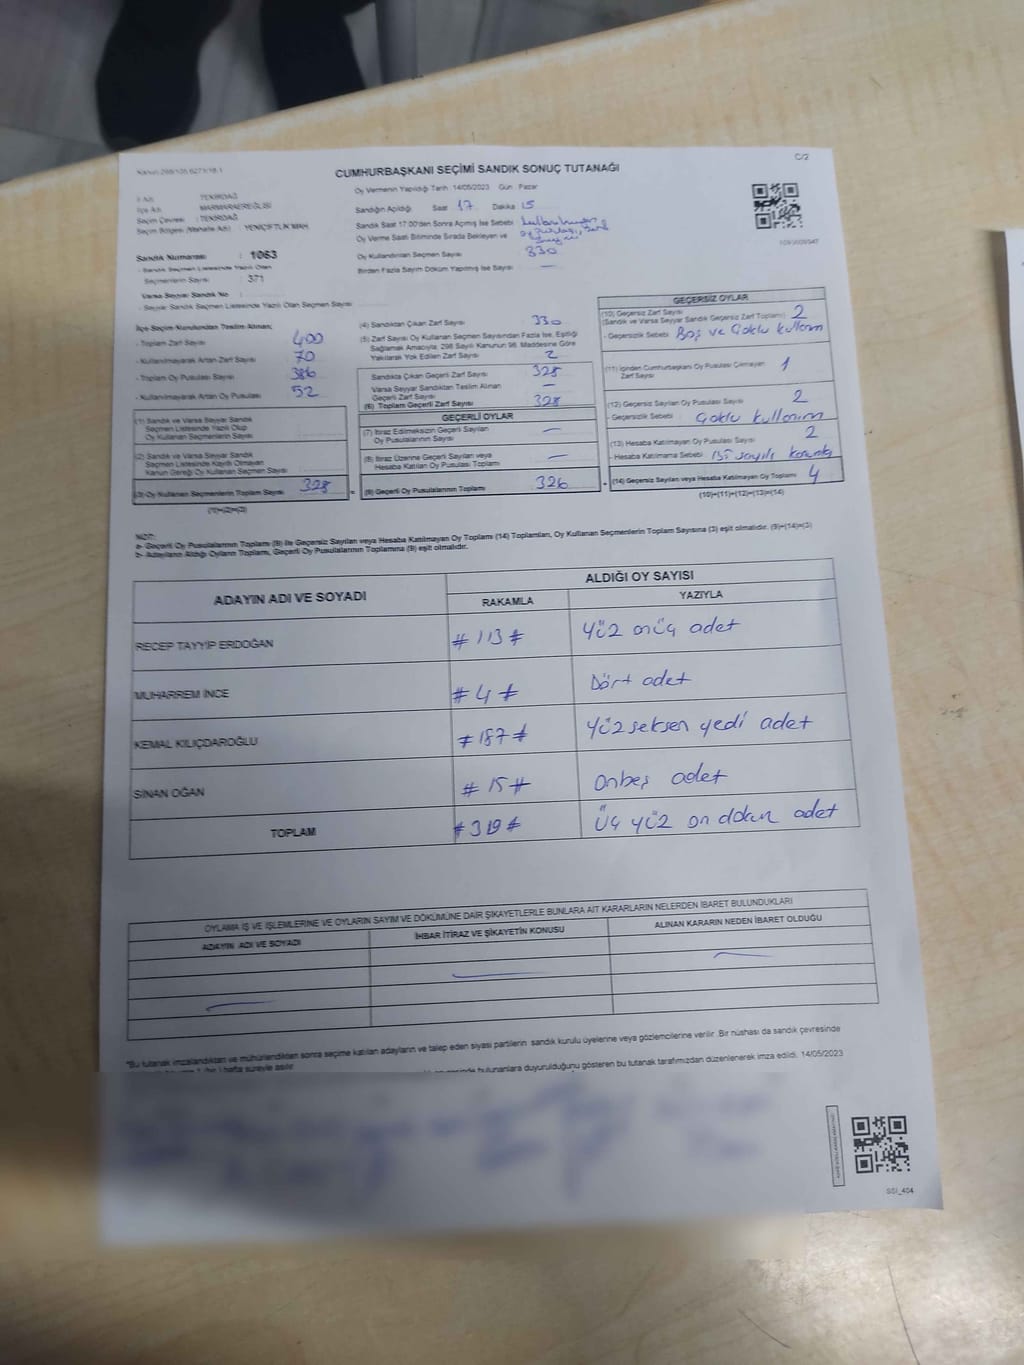 C/2
CUMHURBAŞKANI SEÇİMİ SANDIK SONUÇ TUTANAĞI
Oy Vermenin Yapıldığı Tarih : 14/05/2023 Gün : Pazar
İli Adı : TEKİRDAĞ
İlçe Adı : MARMARAEREĞLİSİ
Seçim Çevresi : TEKİRDAĞ
Seçim Bölgesi (Mahalle Adı) : YENİÇİFTLİK MAH.
Sandık Numarası : 1063
- Sandık Seçmen Listesinde Yazılı Olan
Seçmenlerin Sayısı : 371
Varsa Seyyar Sandık No :
- Seyyar Sandık Seçmen Listesinde Yazılı Olan Seçmen Sayısı
Sandığın Açıldığı Saat 17 Dakika 15
Sandık Saat 17:00'den Sonra Açılmış İse Sebebi
Oy Verme Saati Bitiminde Sırada Bekleyen ve
Oy Kullandırılan Seçmen Sayısı 330
Birden Fazla Sayım Döküm Yapılmış İse Sayısı —
İlçe Seçim Kurulundan Teslim Alınan;
- Toplam Zarf Sayısı 400
- Kullanılmayarak Artan Zarf Sayısı 70
- Toplam Oy Pusulası Sayısı 386
- Kullanılmayarak Artan Oy Pusulası 52
(1) Sandık ve Varsa Seyyar Sandık
Seçmen Listesinde Yazılı Olup
Oy Kullanan Seçmenlerin Sayısı
(2) Sandık ve Varsa Seyyar Sandık
Seçmen Listesinde Kayıtlı Olmayan
Kanun Gereği Oy Kullanan Seçmen Sayısı
(3) Oy Kullanan Seçmenlerin Toplam Sayısı 328
(1)+(2)=(3)
(4) Sandıktan Çıkan Zarf Sayısı 330
(5) Zarf Sayısı Oy Kullanan Seçmen Sayısından Fazla İse, Eşitliği
Sağlamak Amacıyla, 298 Sayılı Kanunun 98. Maddesine Göre
Yakılarak Yok Edilen Zarf Sayısı 2
Sandıkta Çıkan Geçerli Zarf Sayısı 328
Varsa Seyyar Sandıktan Teslim Alınan
Geçerli Zarf Sayısı —
(6) Toplam Geçerli Zarf Sayısı 328
GEÇERLİ OYLAR
(7) İtiraz Edilmeksizin Geçerli Sayılan
Oy Pusulalarının Sayısı —
(8) İtiraz Üzerine Geçerli Sayılan veya
Hesaba Katılan Oy Pusulası Toplamı —
(9) Geçerli Oy Pusulalarının Toplamı 326
GEÇERSİZ OYLAR
(10) Geçersiz Zarf Sayısı 2
(Sandık ve Varsa Seyyar Sandık Geçersiz Zarf Toplamı)
- Geçersizlik Sebebi Boş ve Çoklu kullanım
(11) İçinden Cumhurbaşkanı Oy Pusulası Çıkmayan
Zarf Sayısı 1
(12) Geçersiz Sayılan Oy Pusulası Sayısı 2
- Geçersizlik Sebebi Çoklu kullanım
(13) Hesaba Katılmayan Oy Pusulası Sayısı 2
- Hesaba Katılmama Sebebi sayılı
(14) Geçersiz Sayılan veya Hesaba Katılmayan Oy Toplamı 4
(10)+(11)+(12)+(13)=(14)
NOT:
a- Geçerli Oy Pusulalarının Toplamı (9) ile Geçersiz Sayılan veya Hesaba Katılmayan Oy Toplamı (14) Toplamları, Oy Kullanan Seçmenlerin Toplam Sayısına (3) eşit olmalıdır. (9)+(14)=(3)
b- Adayların Aldığı Oyların Toplamı, Geçerli Oy Pusulalarının Toplamına (9) eşit olmalıdır.
ADAYIN ADI VE SOYADI ALDIĞI OY SAYISI
RAKAMLA YAZIYLA
RECEP TAYYİP ERDOĞAN # 113 # Yüz onüç adet
MUHARREM İNCE # 4 # Dört adet
KEMAL KILIÇDAROĞLU # 187 # Yüz seksen yedi adet
SİNAN OĞAN # 15 # Onbeş adet
TOPLAM # 319 # Üç yüz on dokuz adet
OYLAMA İŞ VE İŞLEMLERİNE VE OYLARIN SAYIM VE DÖKÜMÜNE DAİR ŞİKAYETLERLE BUNLARA AİT KARARLARIN NELERDEN İBARET BULUNDUKLARI
ADAYIN ADI VE SOYADI İHBAR İTİRAZ VE ŞİKAYETİN KONUSU ALINAN KARARIN NEDEN İBARET OLDUĞU
*Bu tutanak imzalandıktan ve mühürlendikten sonra seçime katılan adayların ve talep eden siyasi partilerin sandık kurulu üyelerine veya gözlemcilerine verilir. Bir nüshası da sandık çevresinde
bulunanlara duyurulduğunu gösteren bu tutanak tarafımızdan düzenlenerek imza edildi. 14/05/2023
SSI_404